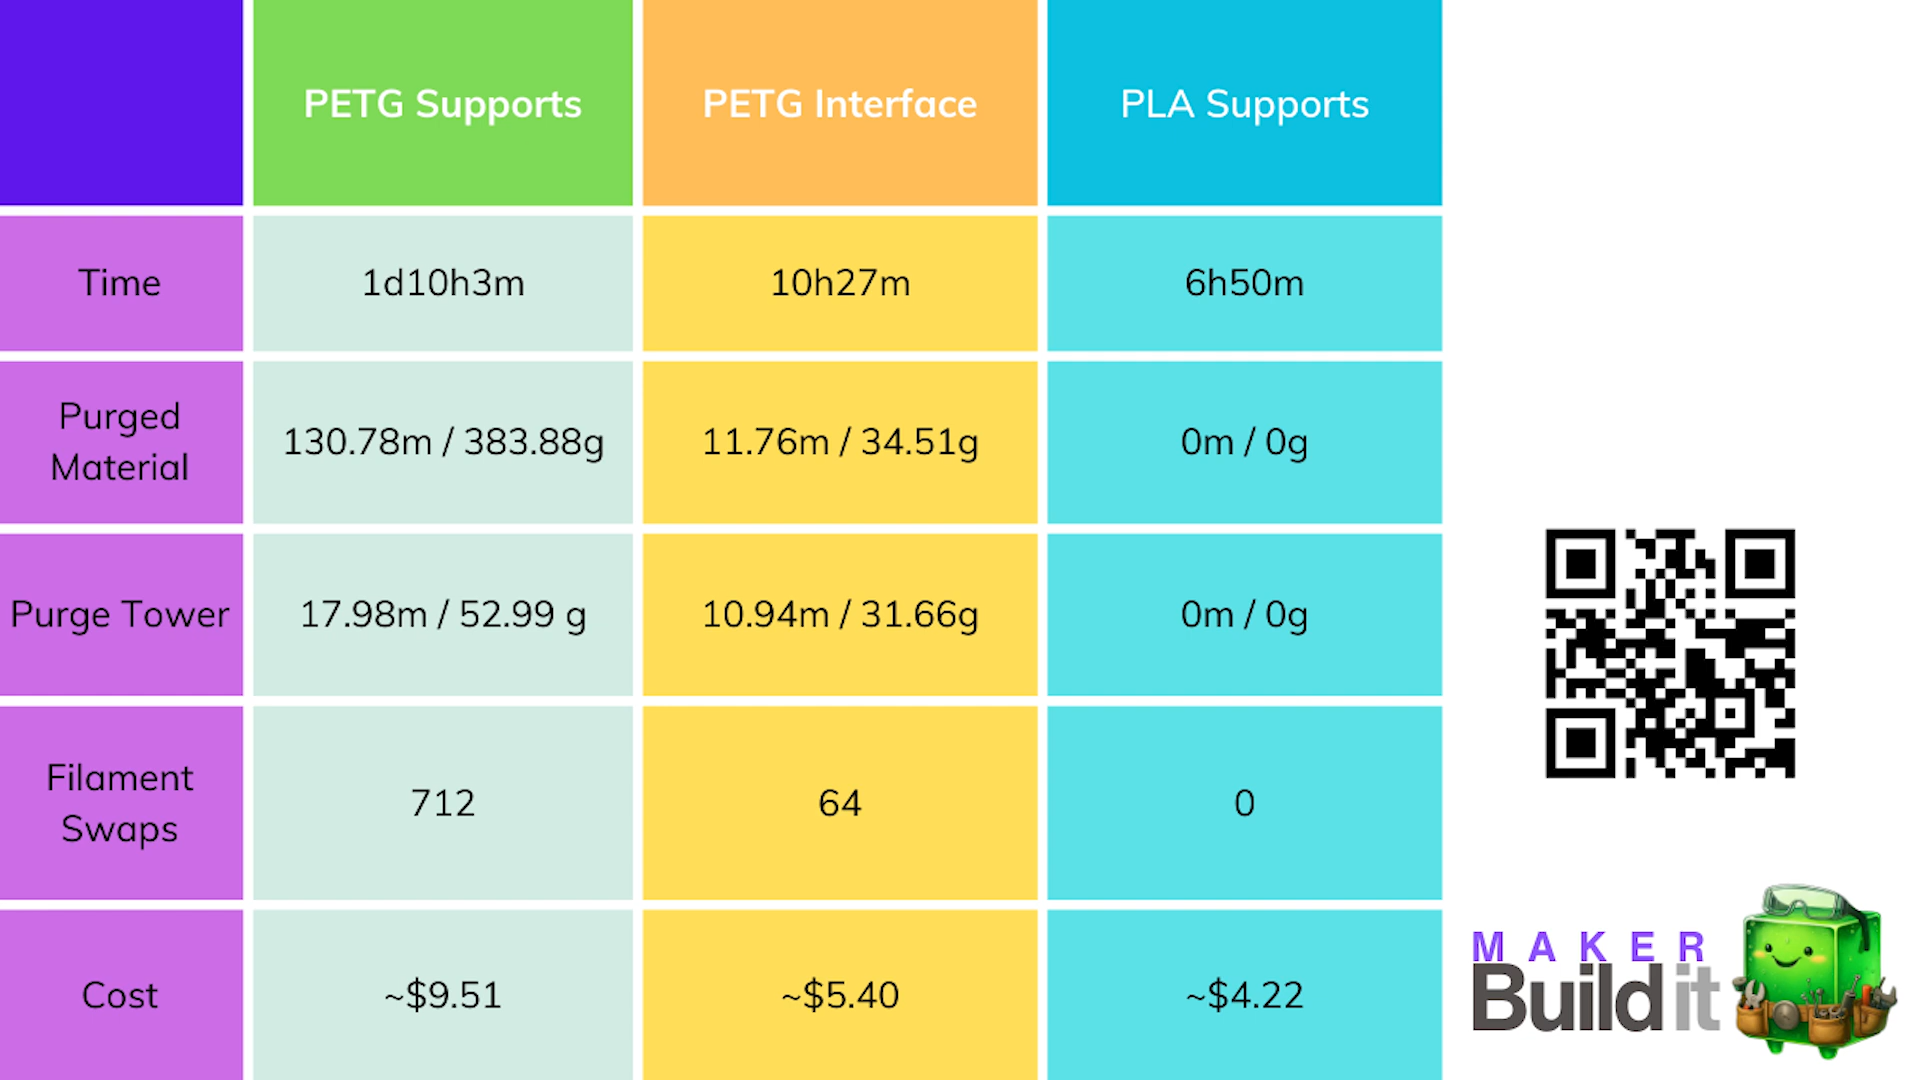 PETG Supports
PETG Interface
PLA Supports
Time
1d10h3m
10h27m
6h50m
Purged
Material
130.78m / 383.88g
11.76m / 34.51g
0m / 0g
Purge Tower
17.98m / 52.99 g
10.94m / 31.66g
0m / 0g
Filament
Swaps
712
64
0
Cost
~$9.51
~$5.40
~$4.22
MAKER
Build it